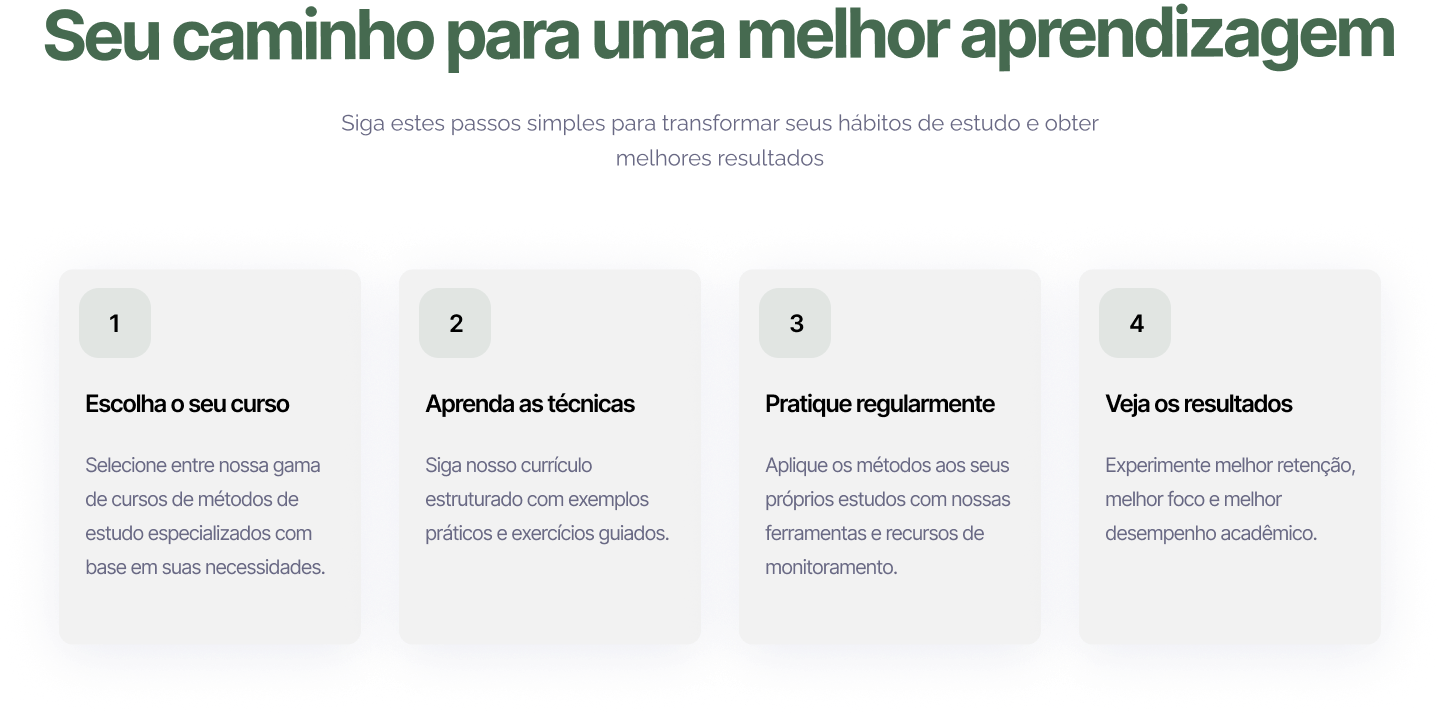 Seu caminho para uma melhor aprendizagem
Siga estes passos simples para transformar seus hábitos de estudo e obter
melhores resultados
1
Escolha o seu curso
Selecione entre nossa gama
de cursos de métodos de
estudo especializados com
base em suas necessidades.
2
Aprenda as técnicas
Siga nosso currículo
estruturado com exemplos
práticos e exercícios guiados.
3
Pratique regularmente
Aplique os métodos aos seus
próprios estudos com nossas
ferramentas e recursos de
monitoramento.
4
Veja os resultados
Experimente melhor retenção,
melhor foco e melhor
desempenho acadêmico.